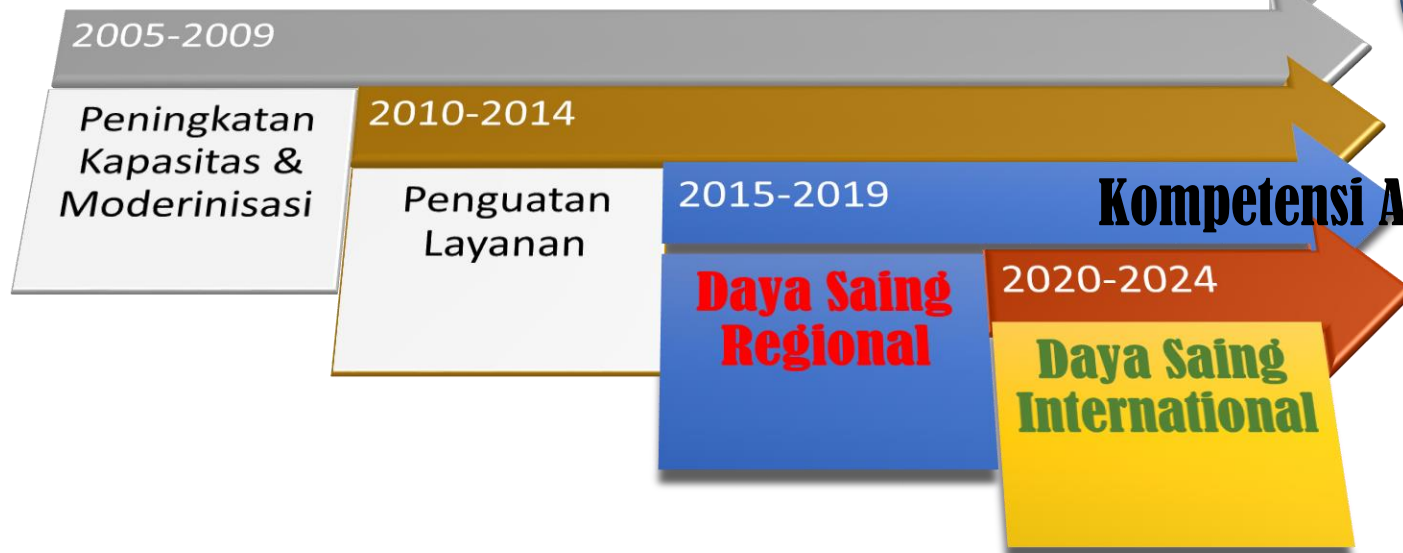 2005-2009
Peningkatan
Kapasitas &
Moderinisasi
2010-2014
Penguatan
Layanan
2015-2019
Kompetensi A
Daya Saing
Regional
2020-2024
Daya Saing
International